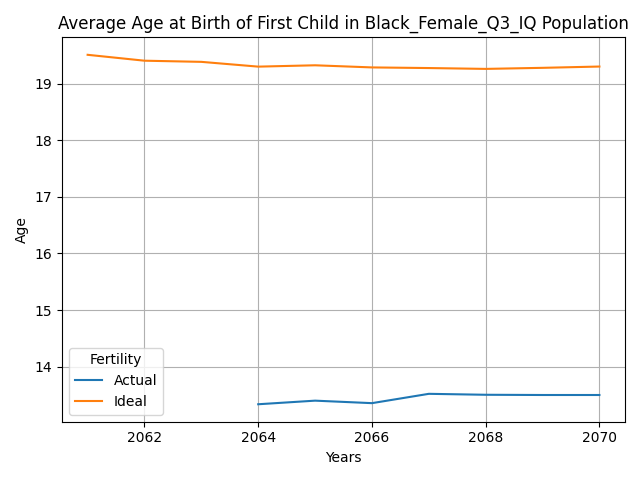 Average Age at Birth of First Child in Black_Female_Q3_IQ Population
Age
19
18
17
16
15
14
Fertility
Actual
Ideal
2062 2064 2066 2068 2070
Years